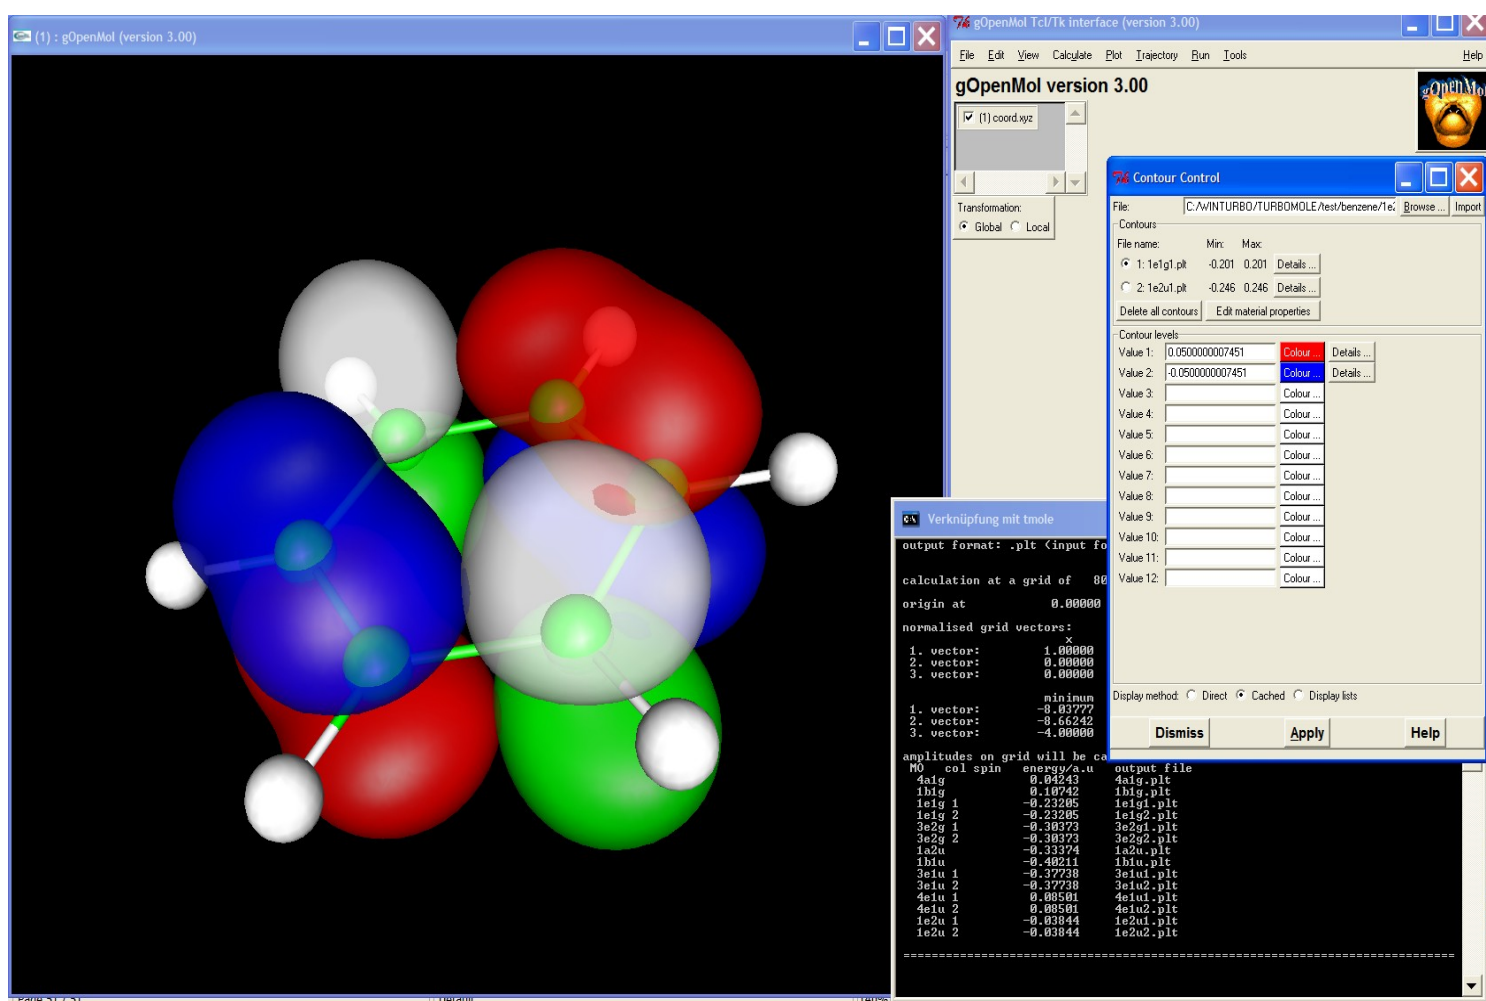 (1) : gOpenMol (version 3.00)
gOpenMol Tcl/Tk interface (version 3.00)
File Edit View Calculate Plot Trajectory Run Tools Help
gOpenMol version 3.00
gOpenMol
(1) coord.xyz
Transformation:
Global Local
Contour Control
File: C:/WINTURBO/TURBOMOLE/test/benzene/1e2 Browse ... Import
Contours
File name: Min: Max:
1: 1e1g1.plt -0.201 0.201 Details ...
2: 1e2u1.plt -0.246 0.246 Details ...
Delete all contours Edit material properties
Contour levels
Value 1: 0.0500000007451 Colour ... Details ...
Value 2: -0.0500000007451 Colour ... Details ...
Value 3: Colour ...
Value 4: Colour ...
Value 5: Colour ...
Value 6: Colour ...
Value 7: Colour ...
Value 8: Colour ...
Value 9: Colour ...
Value 10: Colour ...
Value 11: Colour ...
Value 12: Colour ...
Display method: Direct Cached Display lists
Dismiss Apply Help
Verknüpfung mit tmole
output format: .plt (input fo
calculation at a grid of 80
origin at 0.00000
normalised grid vectors:
x
1. vector: 1.00000
2. vector: 0.00000
3. vector: 0.00000
minimum
1. vector: -8.03777
2. vector: -8.66242
3. vector: -4.00000
amplitudes on grid will be ca
MO col spin energy/a.u output file
4a1g 0.04243 4a1g.plt
1b1g 0.10742 1b1g.plt
1e1g 1 -0.23205 1e1g1.plt
1e1g 2 -0.23205 1e1g2.plt
3e2g 1 -0.30373 3e2g1.plt
3e2g 2 -0.30373 3e2g2.plt
1a2u -0.33374 1a2u.plt
1b1u -0.40211 1b1u.plt
3e1u 1 -0.37738 3e1u1.plt
3e1u 2 -0.37738 3e1u2.plt
4e1u 1 0.08501 4e1u1.plt
4e1u 2 0.08501 4e1u2.plt
1e2u 1 -0.03844 1e2u1.plt
1e2u 2 -0.03844 1e2u2.plt